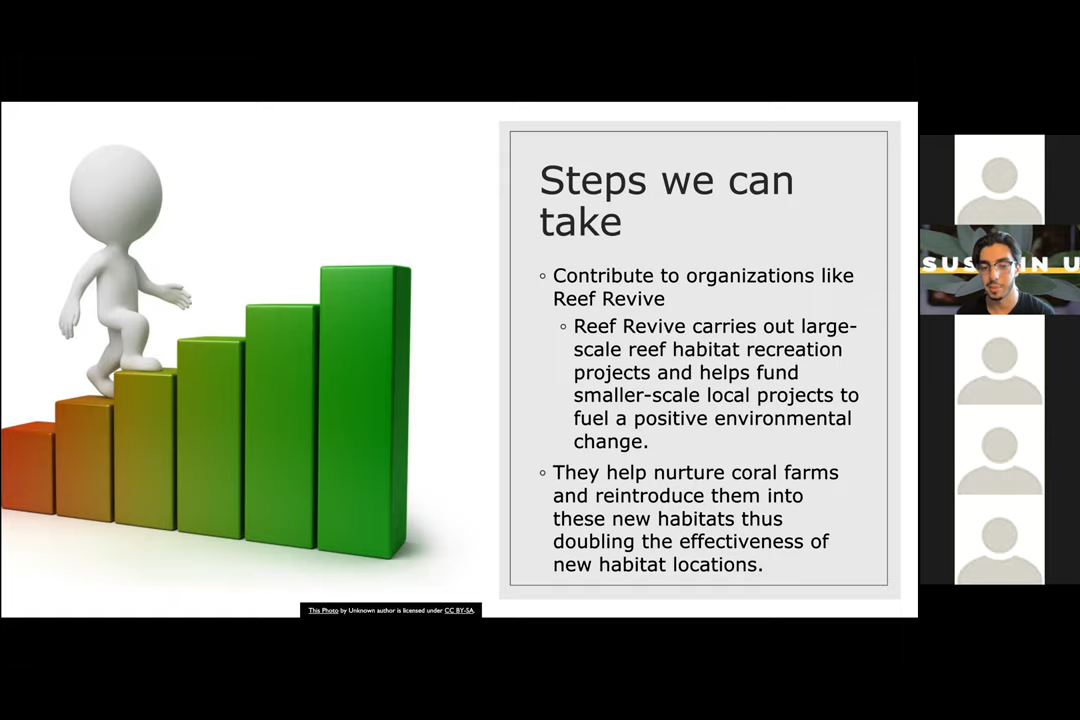 Steps we can
take
◦ Contribute to organizations like
Reef Revive
◦ Reef Revive carries out large-
scale reef habitat recreation
projects and helps fund
smaller-scale local projects to
fuel a positive environmental
change.
◦ They help nurture coral farms
and reintroduce them into
these new habitats thus
doubling the effectiveness of
new habitat locations.
This Photo by Unknown author is licensed under CC BY-SA.
SUS IN U